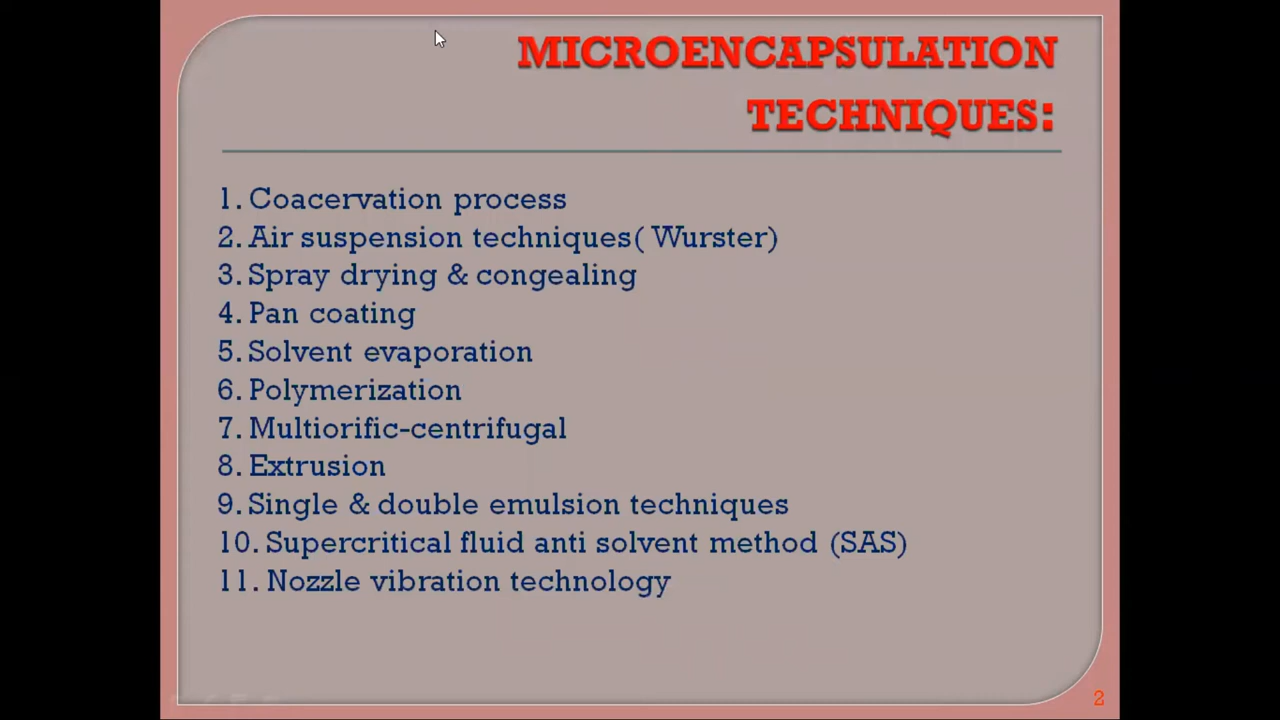 MICROENCAPSULATION
TECHNIQUES:
1. Coacervation process
2. Air suspension techniques( Wurster)
3. Spray drying & congealing
4. Pan coating
5. Solvent evaporation
6. Polymerization
7. Multiorific-centrifugal
8. Extrusion
9. Single & double emulsion techniques
10. Supercritical fluid anti solvent method (SAS)
11. Nozzle vibration technology
2